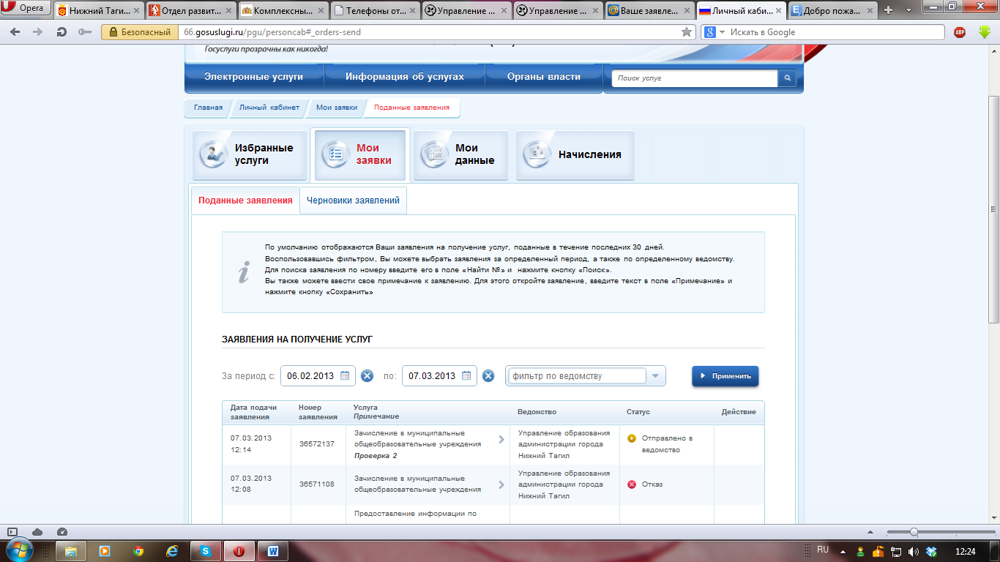 Opera
Нижний Таги...
Отдел развит...
Комплексны...
Телефоны от...
Управление ...
Управление ...
Ваше заявле...
Личный каби...
Добро пожа...
Безопасный
66.gosuslugi.ru/pgu/personcab#_orders-send
Искать в Google
ABP
Госуслуги прозрачны как никогда!
Электронные услуги
Информация об услугах
Органы власти
Поиск услуг
Главная
Личный кабинет
Мои заявки
Поданные заявления
Избранные
услуги
Мои
заявки
Мои
данные
Начисления
Поданные заявления
Черновики заявлений
По умолчанию отображаются Ваши заявления на получение услуг, поданные в течение последних 30 дней.
Воспользовавшись фильтром, Вы можете выбрать заявления за определенный период, а также по определенному ведомству.
Для поиска заявления по номеру введите его в поле «Найти №» и нажмите кнопку «Поиск».
Вы также можете ввести свое примечание к заявлению. Для этого откройте заявление, введите текст в поле «Примечание» и
нажмите кнопку «Сохранить»
ЗАЯВЛЕНИЯ НА ПОЛУЧЕНИЕ УСЛУГ
За период с: 06.02.2013 по: 07.03.2013 фильтр по ведомству Применить
Дата подачи
заявления
Номер
заявления
Услуга
Примечание
Ведомство
Статус
Действие
07.03.2013
12:14
36572137
Зачисление в муниципальные
общеобразовательные учреждения
Проверка 2
Управление образования
администрации города
Нижний Тагил
Отправлено в
ведомство
07.03.2013
12:08
36571108
Зачисление в муниципальные
общеобразовательные учреждения
Управление образования
администрации города
Нижний Тагил
Отказ
Предоставление информации по
RU
12:24